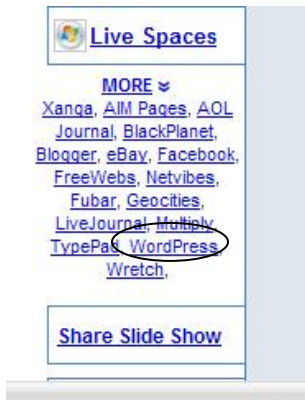 Live Spaces
MORE
Xanga, AIM Pages, AOL
Journal, BlackPlanet,
Blogger, eBay, Facebook,
FreeWebs, Netvibes,
Fubar, Geocities,
LiveJournal, Multiply,
TypePad, WordPress,
Wretch,
Share Slide Show